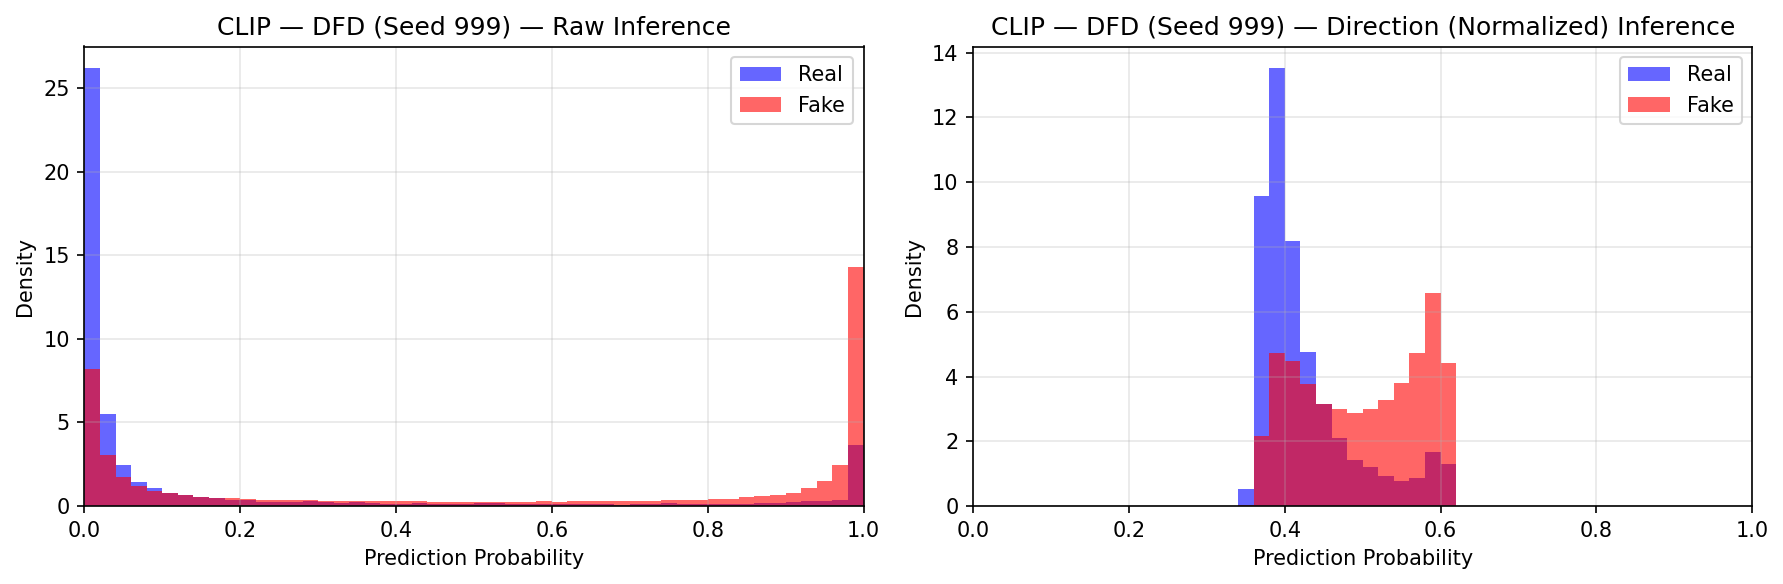 CLIP — DFD (Seed 999) — Raw Inference
Real
Fake
25
20
15
10
5
0
Density
0.0 0.2 0.4 0.6 0.8 1.0
Prediction Probability
CLIP — DFD (Seed 999) — Direction (Normalized) Inference
Real
Fake
14
12
10
8
6
4
2
0
Density
0.0 0.2 0.4 0.6 0.8 1.0
Prediction Probability